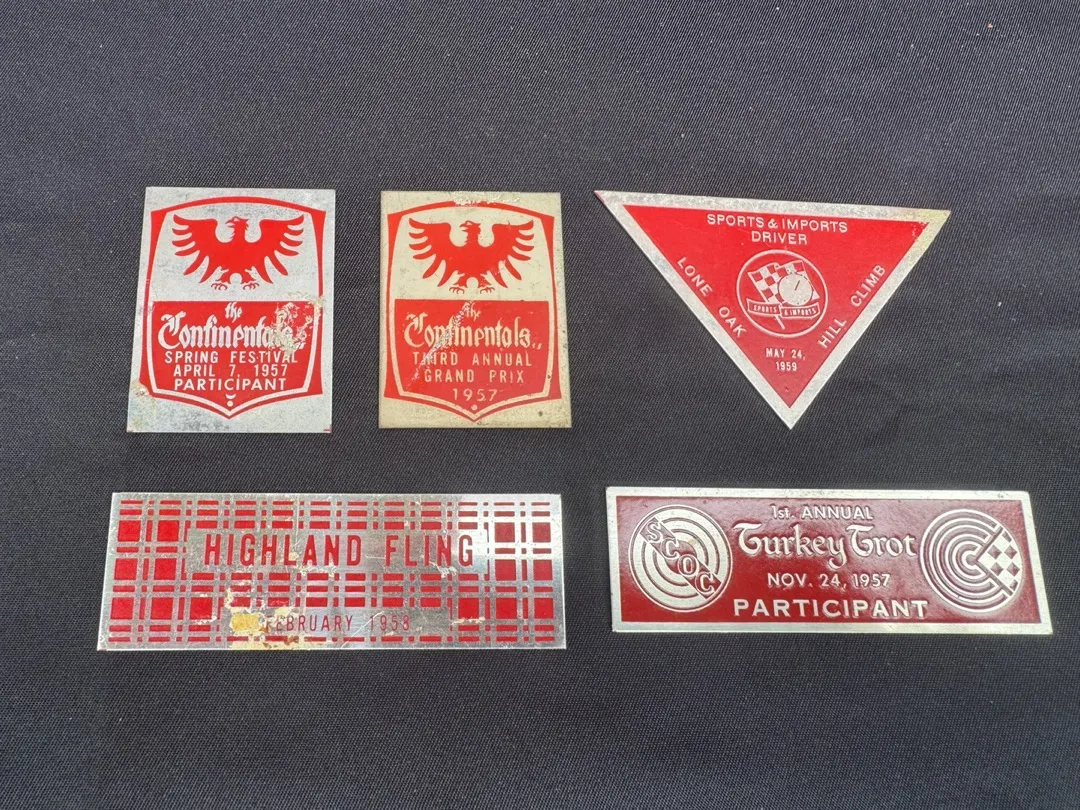 the
Continentals
SPRING FESTIVAL
APRIL 7, 1957
PARTICIPANT
the
Continentals
THIRD ANNUAL
GRAND PRIX
1957
SPORTS & IMPORTS
DRIVER
LONE OAK HILL CLIMB
SPORTS & IMPORTS
MAY 24,
1959
HIGHLAND FLING
FEBRUARY 1958
1st. ANNUAL
Turkey Trot
NOV. 24, 1957
PARTICIPANT
SCOC